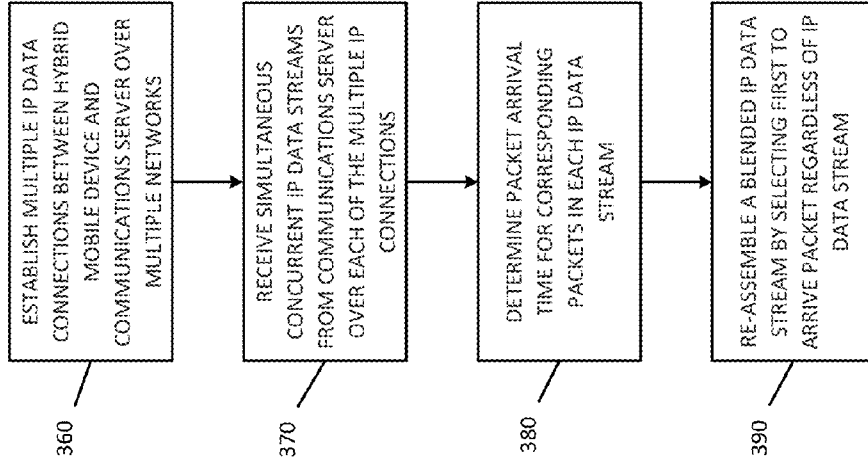 360
ESTABLISH MULTIPLE IP DATA
CONNECTIONS BETWEEN HYBRID
MOBILE DEVICE AND
COMMUNICATIONS SERVER OVER
MULTIPLE NETWORKS
370
RECEIVE SIMULTANEOUS
CONCURRENT IP DATA STREAMS
FROM COMMUNICATIONS SERVER
OVER EACH OF THE MULTIPLE IP
CONNECTIONS
380
DETERMINE PACKET ARRIVAL
TIME FOR CORRESPONDING
PACKETS IN EACH IP DATA
STREAM
390
RE-ASSEMBLE A BLENDED IP DATA
STREAM BY SELECTING FIRST TO
ARRIVE PACKET REGARDLESS OF IP
DATA STREAM